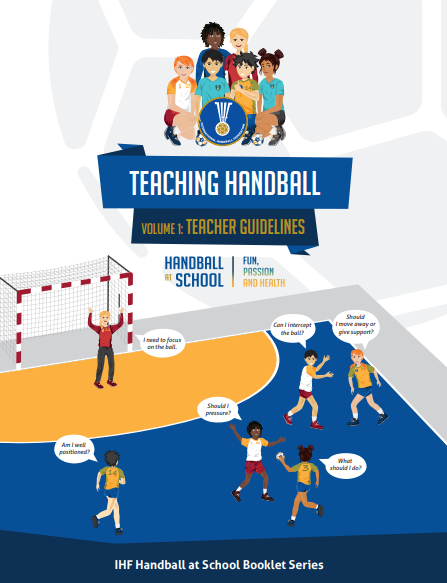 TEACHING HANDBALL
VOLUME 1: TEACHER GUIDELINES
HANDBALL
AT SCHOOL
FUN,
PASSION
AND HEALTH
I need to focus
on the ball.
Can I intercept
the ball?
Should
I move away or
give support?
Should I
pressure?
Am I well
positioned?
14
What
should I do?
3
IHF Handball at School Booklet Series